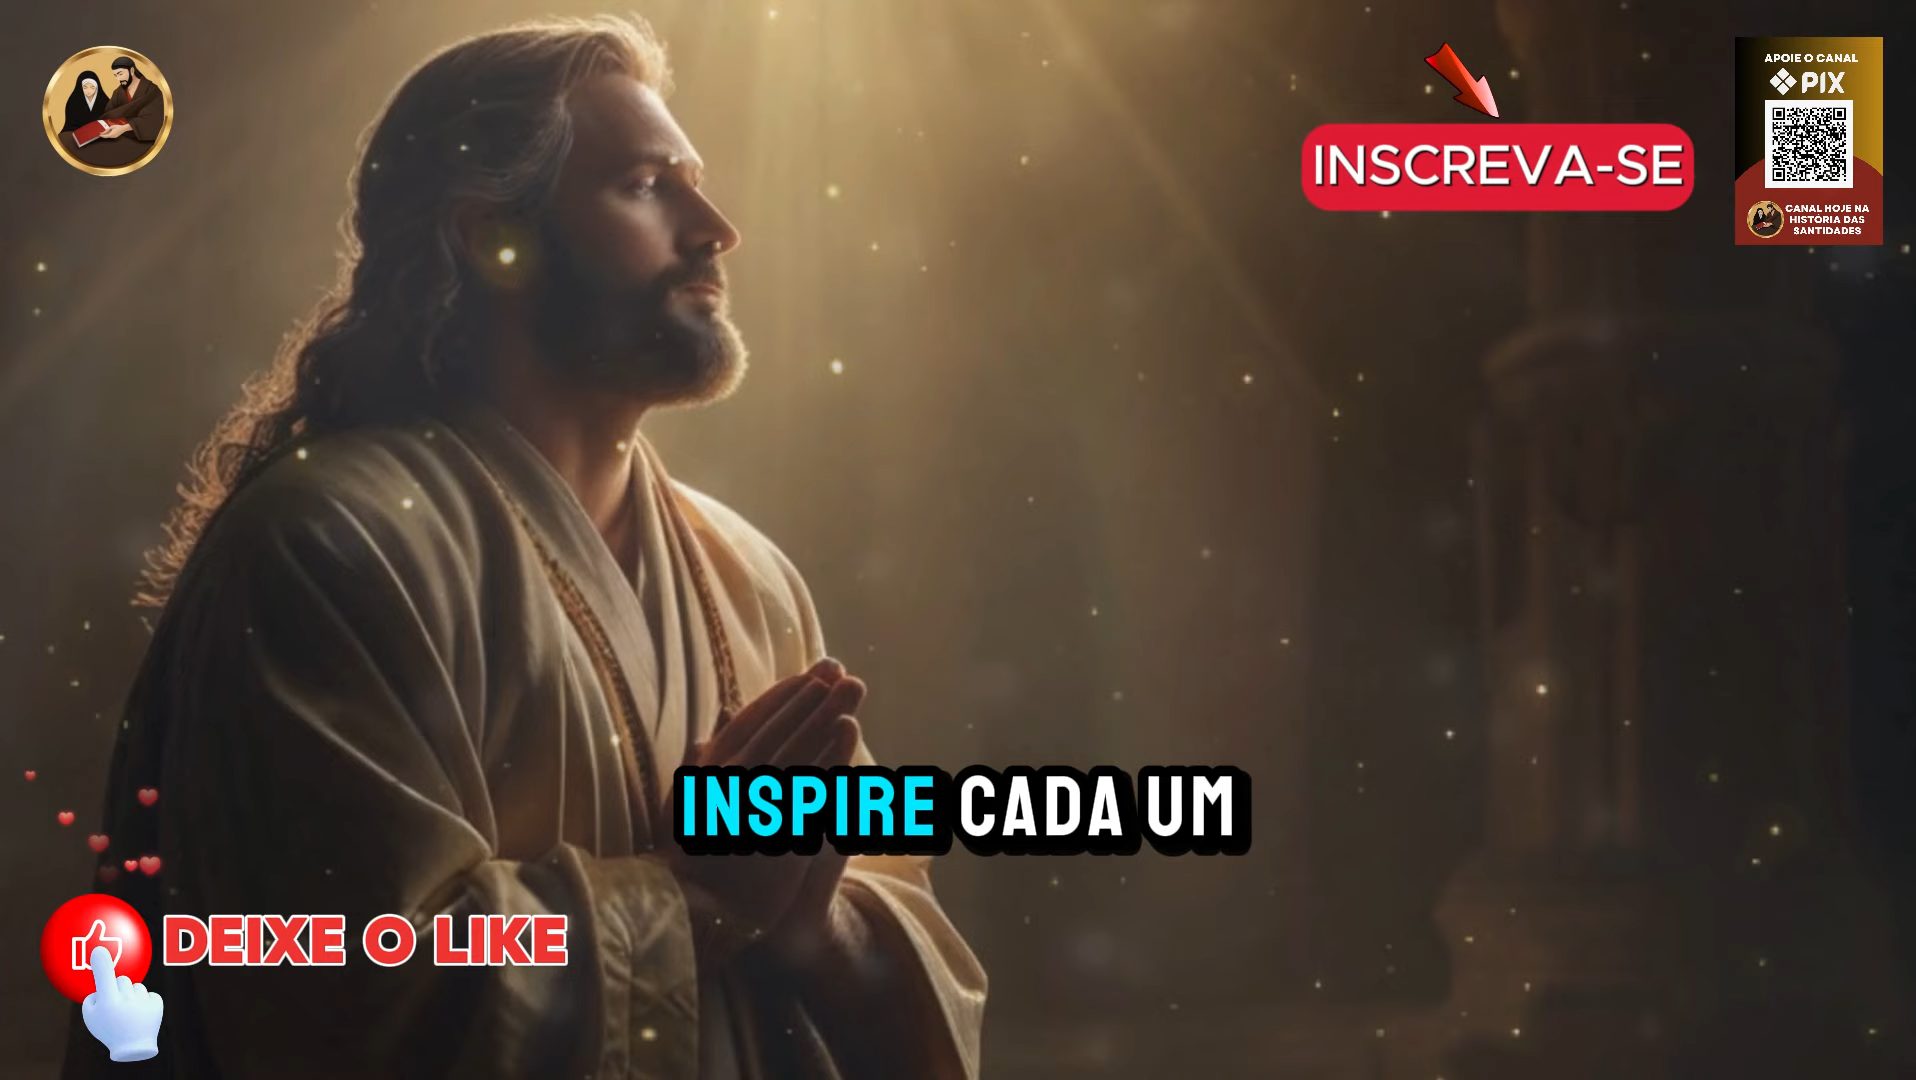 APOIE O CANAL
PIX
INSCREVA-SE
CANAL HOJE NA
HISTÓRIA DAS
SANTIDADES
INSPIRE CADA UM
DEIXE O LIKE